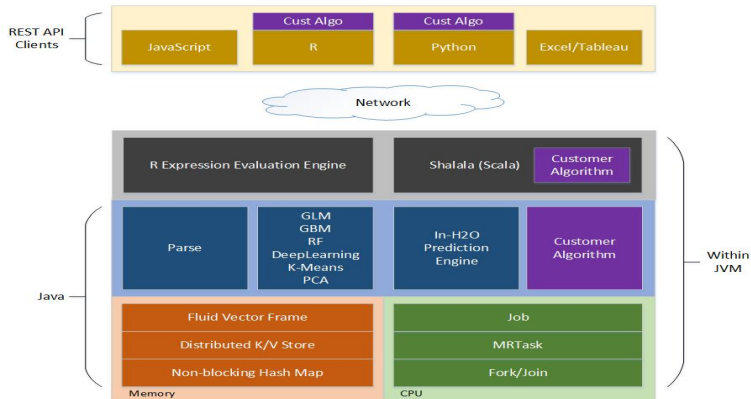 REST API
Clients
Cust Algo
Cust Algo
JavaScript
R
Python
Excel/Tableau
Network
R Expression Evaluation Engine
Shalala (Scala)
Customer
Algorithm
Parse
GLM
GBM
RF
DeepLearning
K-Means
PCA
In-H2O
Prediction
Engine
Customer
Algorithm
Within
JVM
Java
Fluid Vector Frame
Job
Distributed K/V Store
MRTask
Non-blocking Hash Map
Fork/Join
Memory
CPU